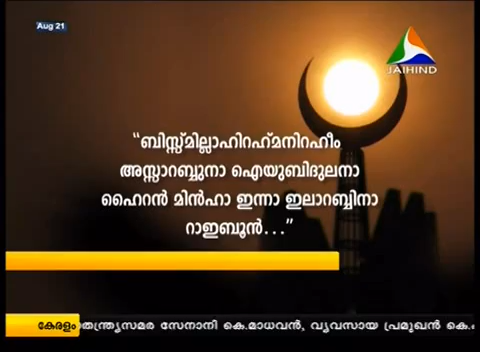 Aug 21
JAIHIND
“ബിസ്സ്മില്ലാഹിറഹ്മനിറഹീം
അസ്സാറബ്ബുനാ ഐയുബിദുലനാ
ഹൈറൻ മിൻഹാ ഇന്നാ ഇലാറബ്ബിനാ
റാഇബൂൻ...”
കേരളം തന്ത്ര്യസമര സേനാനി കെ.മാധവൻ, വ്യവസായ പ്രമുഖൻ കെ.